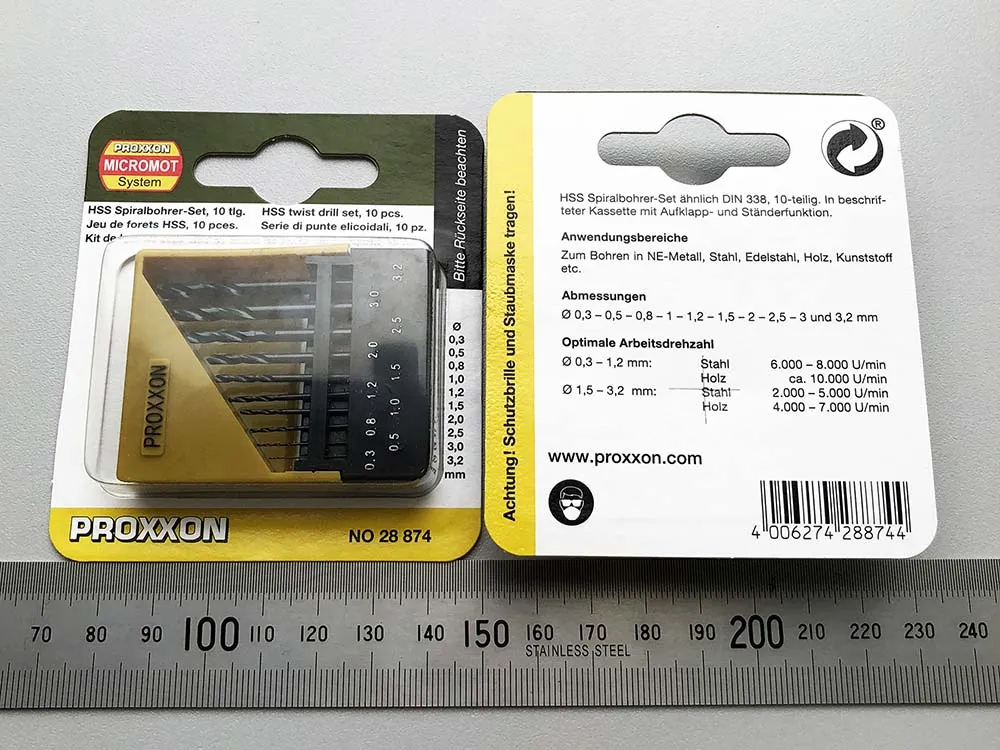 PROXXON
MICROMOT
System
HSS Spiralbohrer-Set, 10 tlg.
HSS twist drill set, 10 pcs.
Jeu de forets HSS, 10 pces.
Serie di punte elicoidali, 10 pz.
Kit de
Bitte Rückseite beachten
PROXXON
0.3 0.8 1.2 2.0 3.0
0.5 1.0 1.5 2.5 3.2
Ø
0,3
0,5
0,8
1,0
1,2
1,5
2,0
2,5
3,0
3,2
mm
PROXXON
NO 28 874
Achtung! Schutzbrille und Staubmaske tragen!
®
HSS Spiralbohrer-Set ähnlich DIN 338, 10-teilig. In beschrif-
teter Kassette mit Aufklapp- und Ständerfunktion.
Anwendungsbereiche
Zum Bohren in NE-Metall, Stahl, Edelstahl, Holz, Kunststoff
etc.
Abmessungen
Ø 0,3 – 0,5 – 0,8 – 1 – 1,2 – 1,5 – 2 – 2,5 – 3 und 3,2 mm
Optimale Arbeitsdrehzahl
Ø 0,3 – 1,2 mm: Stahl 6.000 - 8.000 U/min
Holz ca. 10.000 U/min
Ø 1,5 – 3,2 mm: Stahl 2.000 - 5.000 U/min
Holz 4.000 - 7.000 U/min
www.proxxon.com
4 006274 288744
70 80 90 100 110 120 130 140 150 160 170 180 190 200 210 220 230 240
STAINLESS STEEL